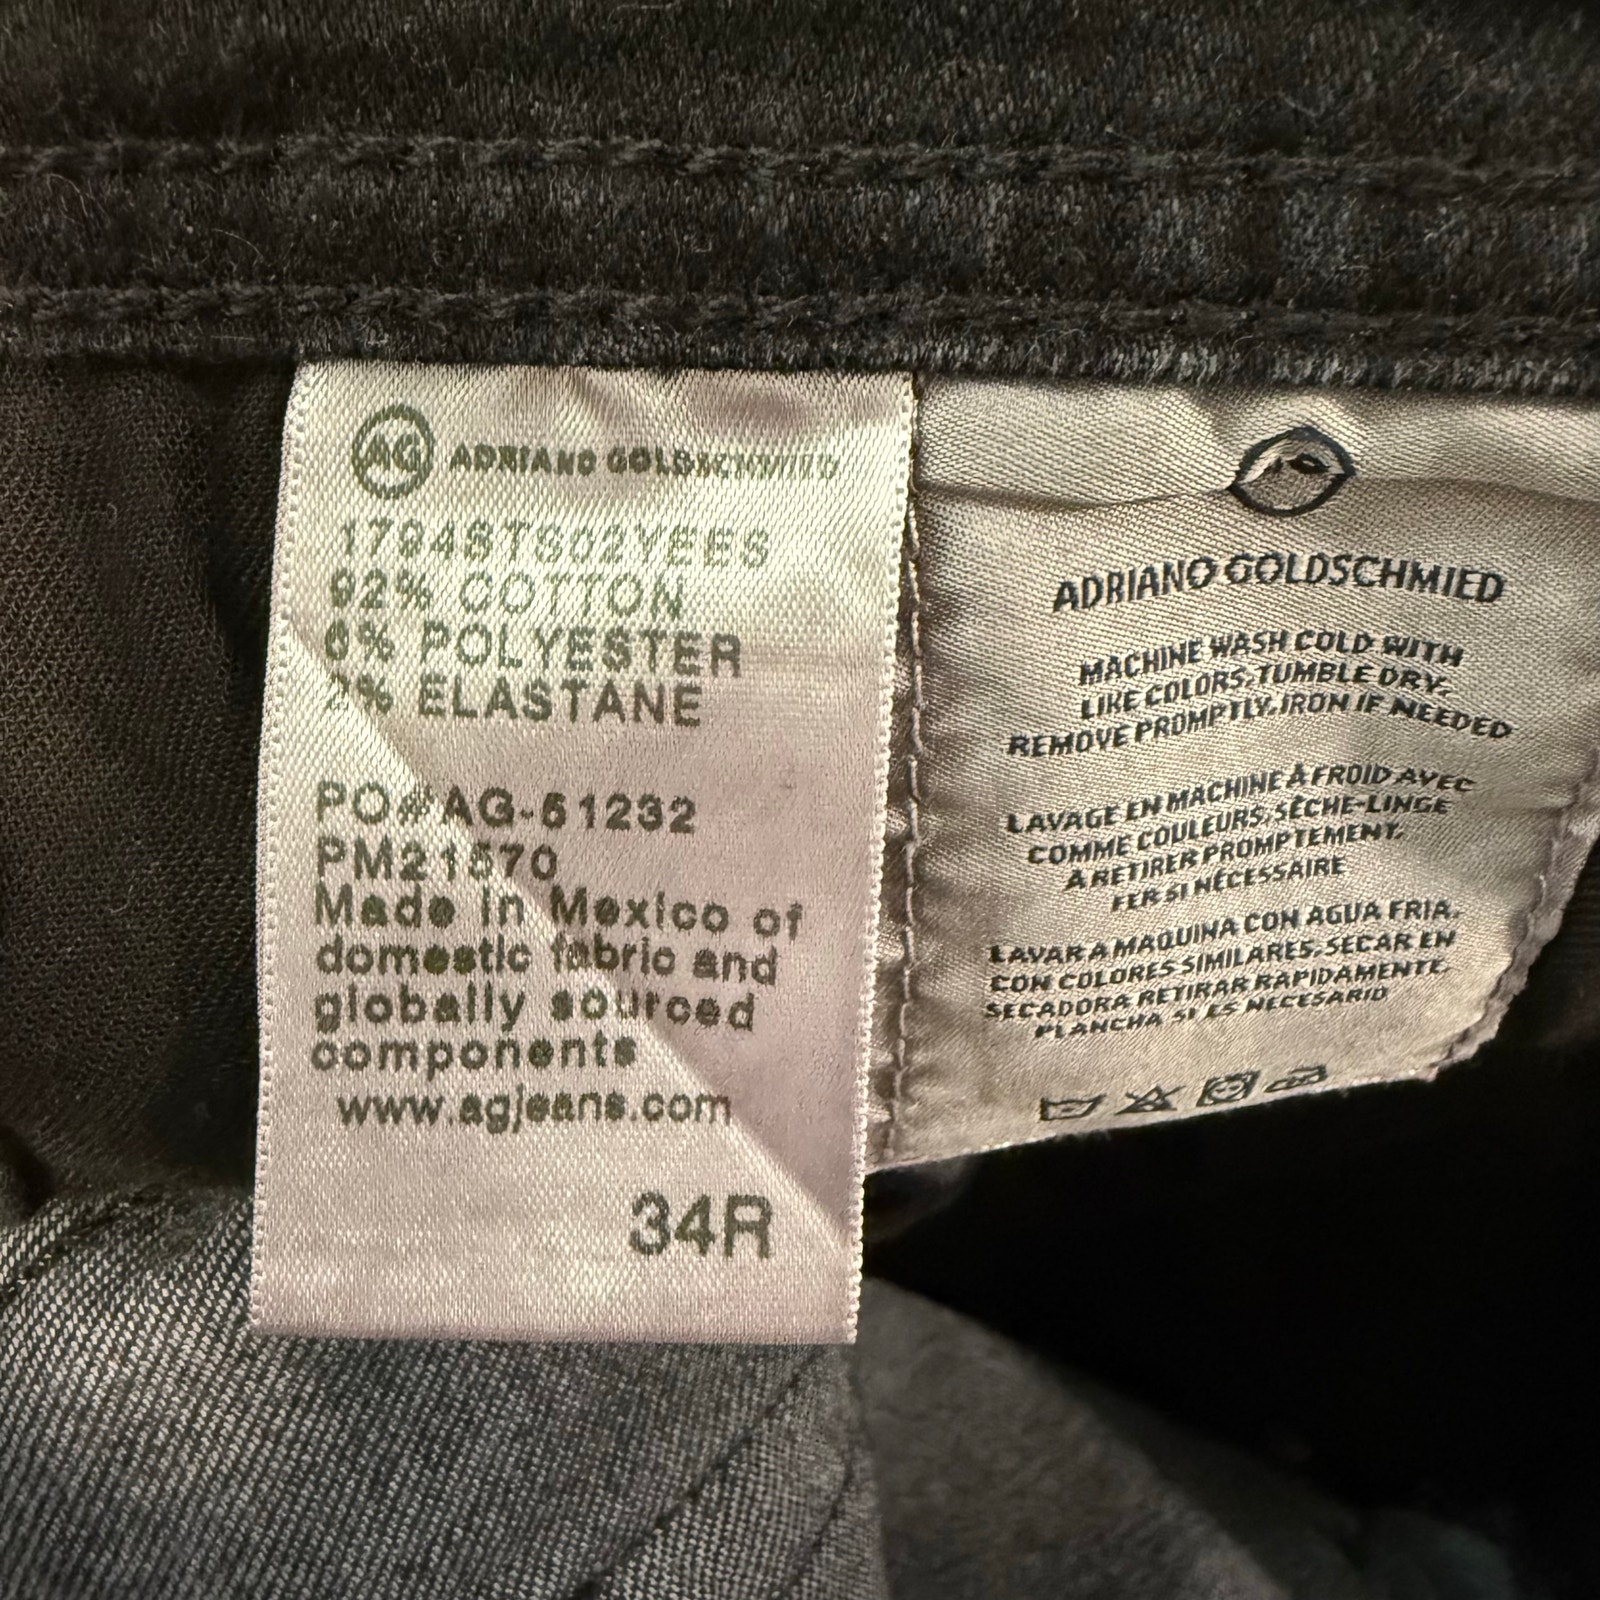 AG ADRIANO GOLDSCHMIED
1794STS02YEES
92% COTTON
6% POLYESTER
2% ELASTANE
PO#AG-51232
PM21570
Made in Mexico of
domestic fabric and
globally sourced
components
www.agjeans.com
34R
ADRIANO GOLDSCHMIED
MACHINE WASH COLD WITH
LIKE COLORS, TUMBLE DRY,
REMOVE PROMPTLY, IRON IF NEEDED
LAVAGE EN MACHINE À FROID AVEC
COMME COULEURS, SÈCHE-LINGE
A RETIRER PROMPTEMENT,
FER SI NÉCESSAIRE
LAVAR A MAQUINA CON AGUA FRIA,
CON COLORES SIMILARES, SECAR EN
SECADORA RETIRAR RAPIDAMENTE,
PLANCHA SI ES NECESARIO